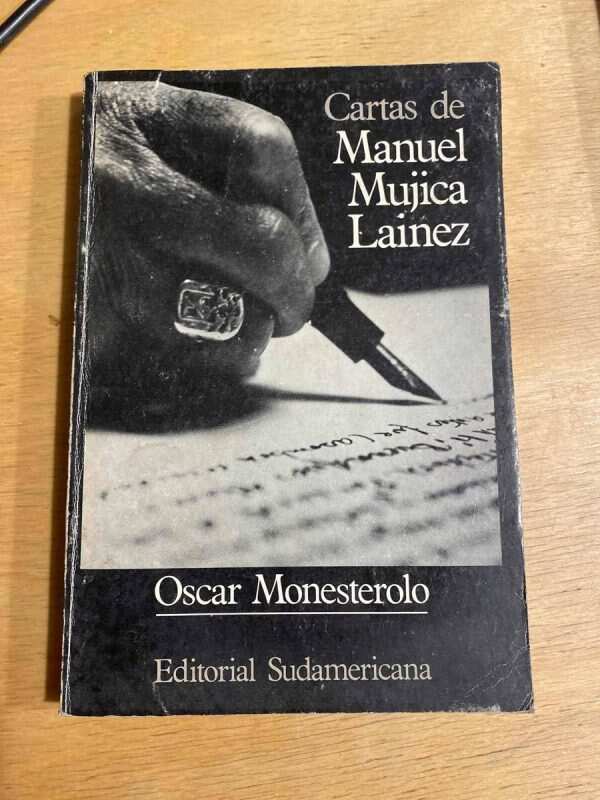 Cartas de
Manuel
Mujica
Lainez
Oscar Monesterolo
Editorial Sudamericana